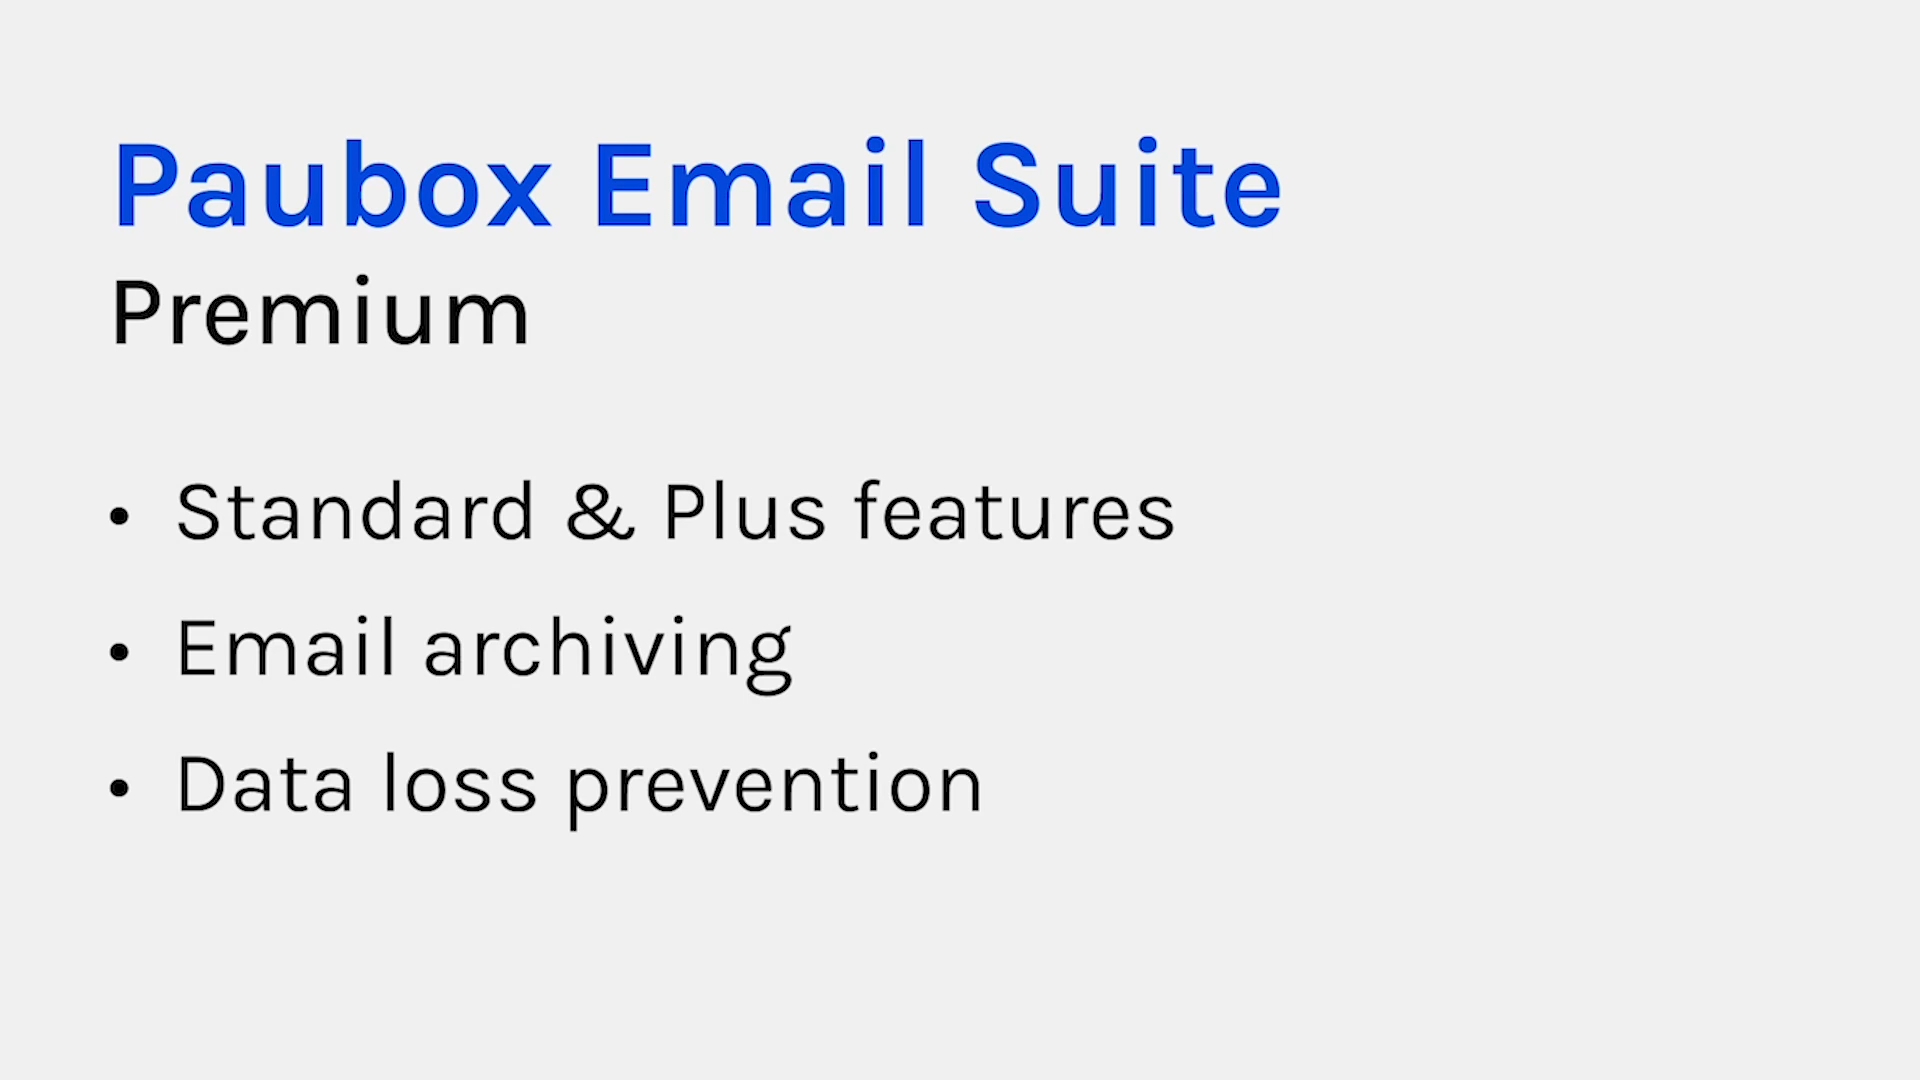 Paubox Email Suite
Premium
• Standard & Plus features
• Email archiving
• Data loss prevention